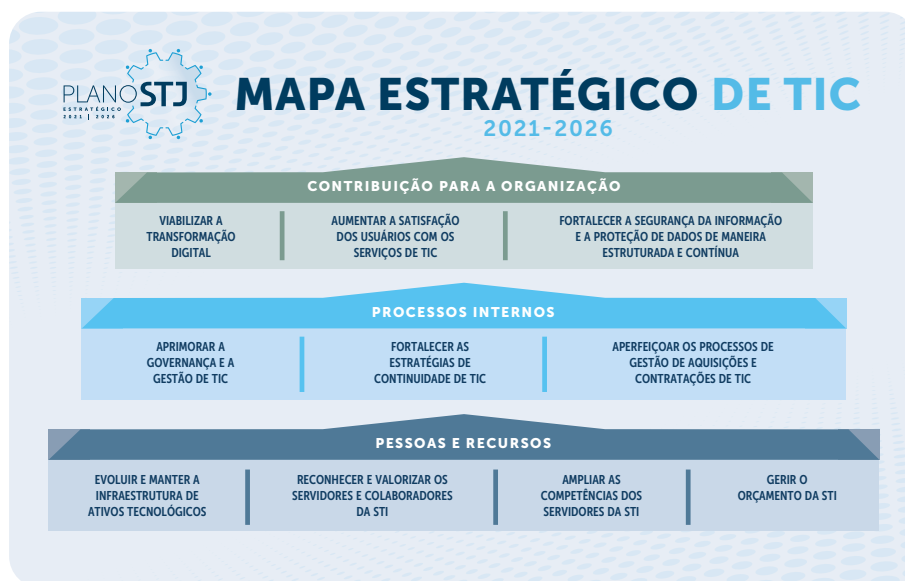 PLANO STJ
ESTRATÉGICO
2021 | 2026
MAPA ESTRATÉGICO DE TIC
2021-2026
CONTRIBUIÇÃO PARA A ORGANIZAÇÃO
VIABILIZAR A
TRANSFORMAÇÃO
DIGITAL
AUMENTAR A SATISFAÇÃO
DOS USUÁRIOS COM OS
SERVIÇOS DE TIC
FORTALECER A SEGURANÇA DA INFORMAÇÃO
E A PROTEÇÃO DE DADOS DE MANEIRA
ESTRUTURADA E CONTÍNUA
PROCESSOS INTERNOS
APRIMORAR A
GOVERNANÇA E A
GESTÃO DE TIC
FORTALECER AS
ESTRATÉGIAS DE
CONTINUIDADE DE TIC
APERFEIÇOAR OS PROCESSOS DE
GESTÃO DE AQUISIÇÕES E
CONTRATAÇÕES DE TIC
PESSOAS E RECURSOS
EVOLUIR E MANTER A
INFRAESTRUTURA DE
ATIVOS TECNOLÓGICOS
RECONHECER E VALORIZAR OS
SERVIDORES E COLABORADORES
DA STI
AMPLIAR AS
COMPETÊNCIAS DOS
SERVIDORES DA STI
GERIR O
ORÇAMENTO DA STI